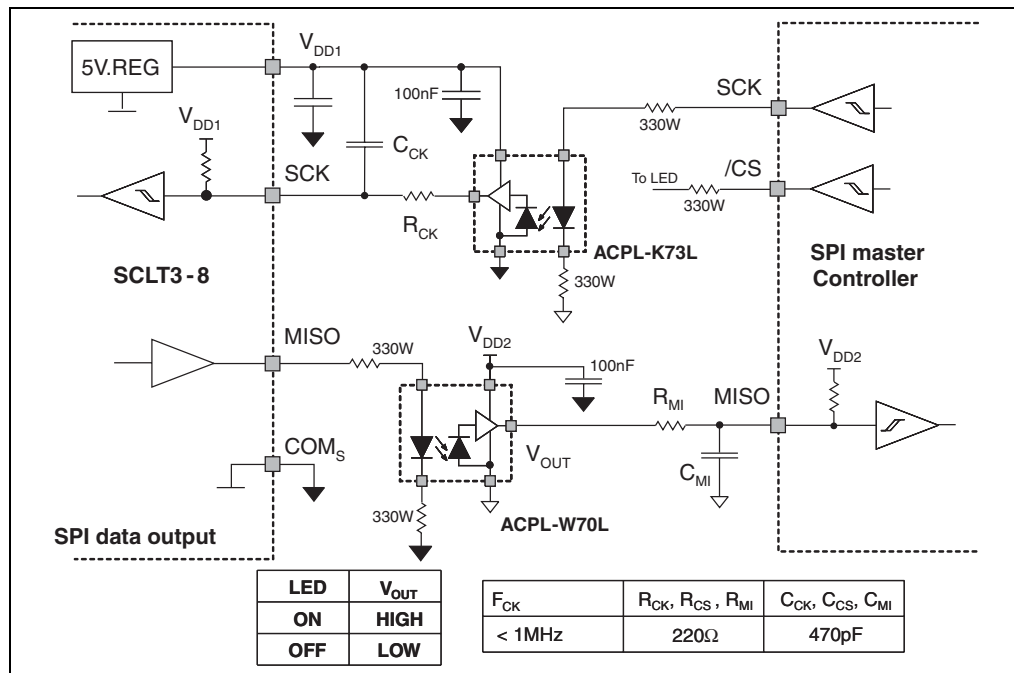 5V.REG
VDD1
100nF
SCK
330W
VDD1
CCK
SCK
/CS
To LED
330W
RCK
ACPL-K73L
SPI master
Controller
SCLT3-8
330W
MISO
330W
VDD2
100nF
VDD2
RMI
MISO
VOUT
CMI
COMS
330W
ACPL-W70L
SPI data output
LED VOUT
ON HIGH
OFF LOW
FCK RCK, RCS , RMI CCK, CCS, CMI
< 1MHz 220Ω 470pF